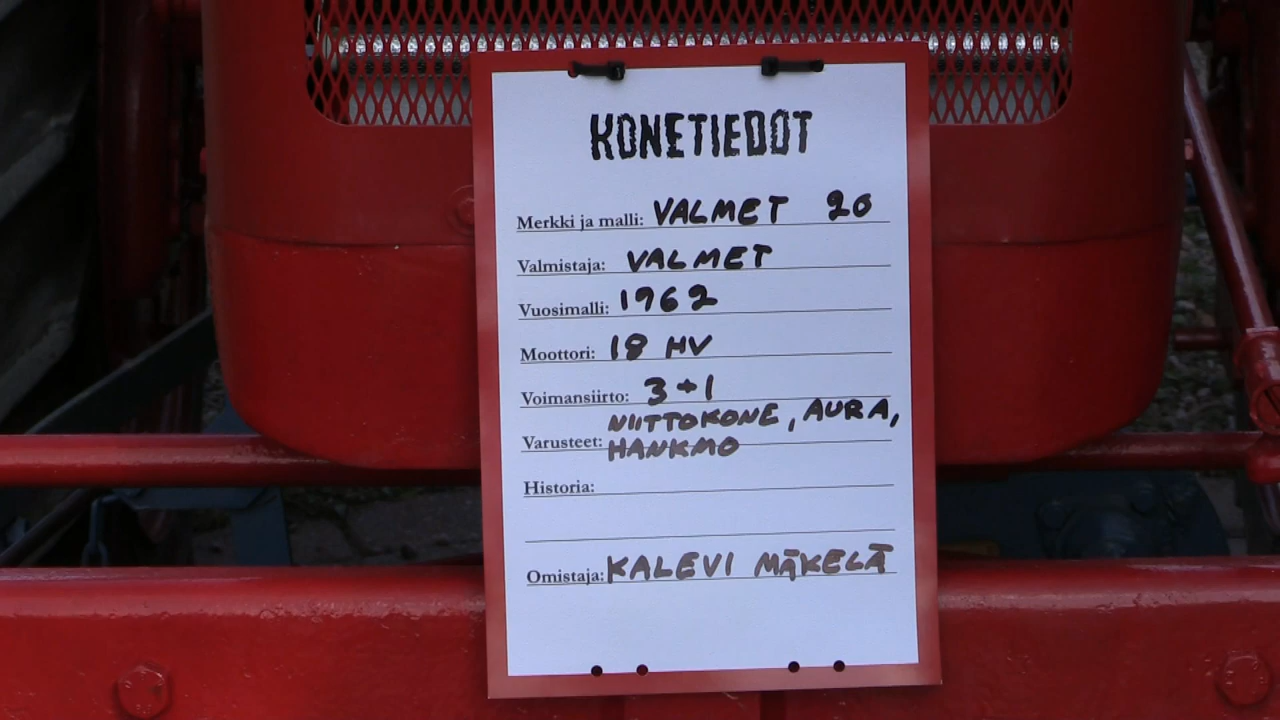 KONETIEDOT
Merkki ja malli: VALMET 20
Valmistaja: VALMET
Vuosimalli: 1962
Moottori: 18 HV
Voimansiirto: 3+1
NIITTOKONE, AURA,
Varusteet: HANKMO
Historia:
Omistaja: KALEVI MÄKELÄ